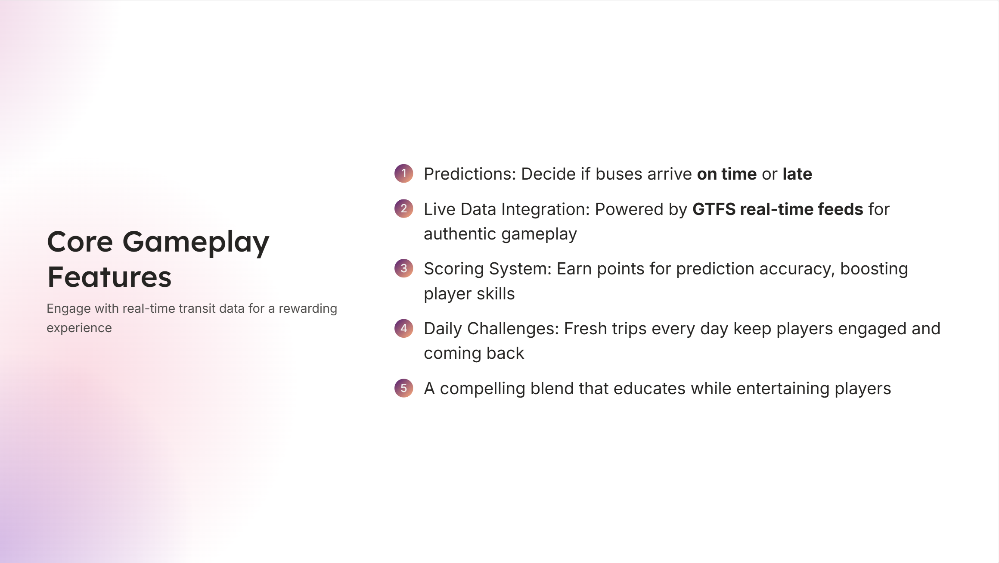 Core Gameplay
Features
Engage with real-time transit data for a rewarding
experience
1 Predictions: Decide if buses arrive on time or late
2 Live Data Integration: Powered by GTFS real-time feeds for
authentic gameplay
3 Scoring System: Earn points for prediction accuracy, boosting
player skills
4 Daily Challenges: Fresh trips every day keep players engaged and
coming back
5 A compelling blend that educates while entertaining players